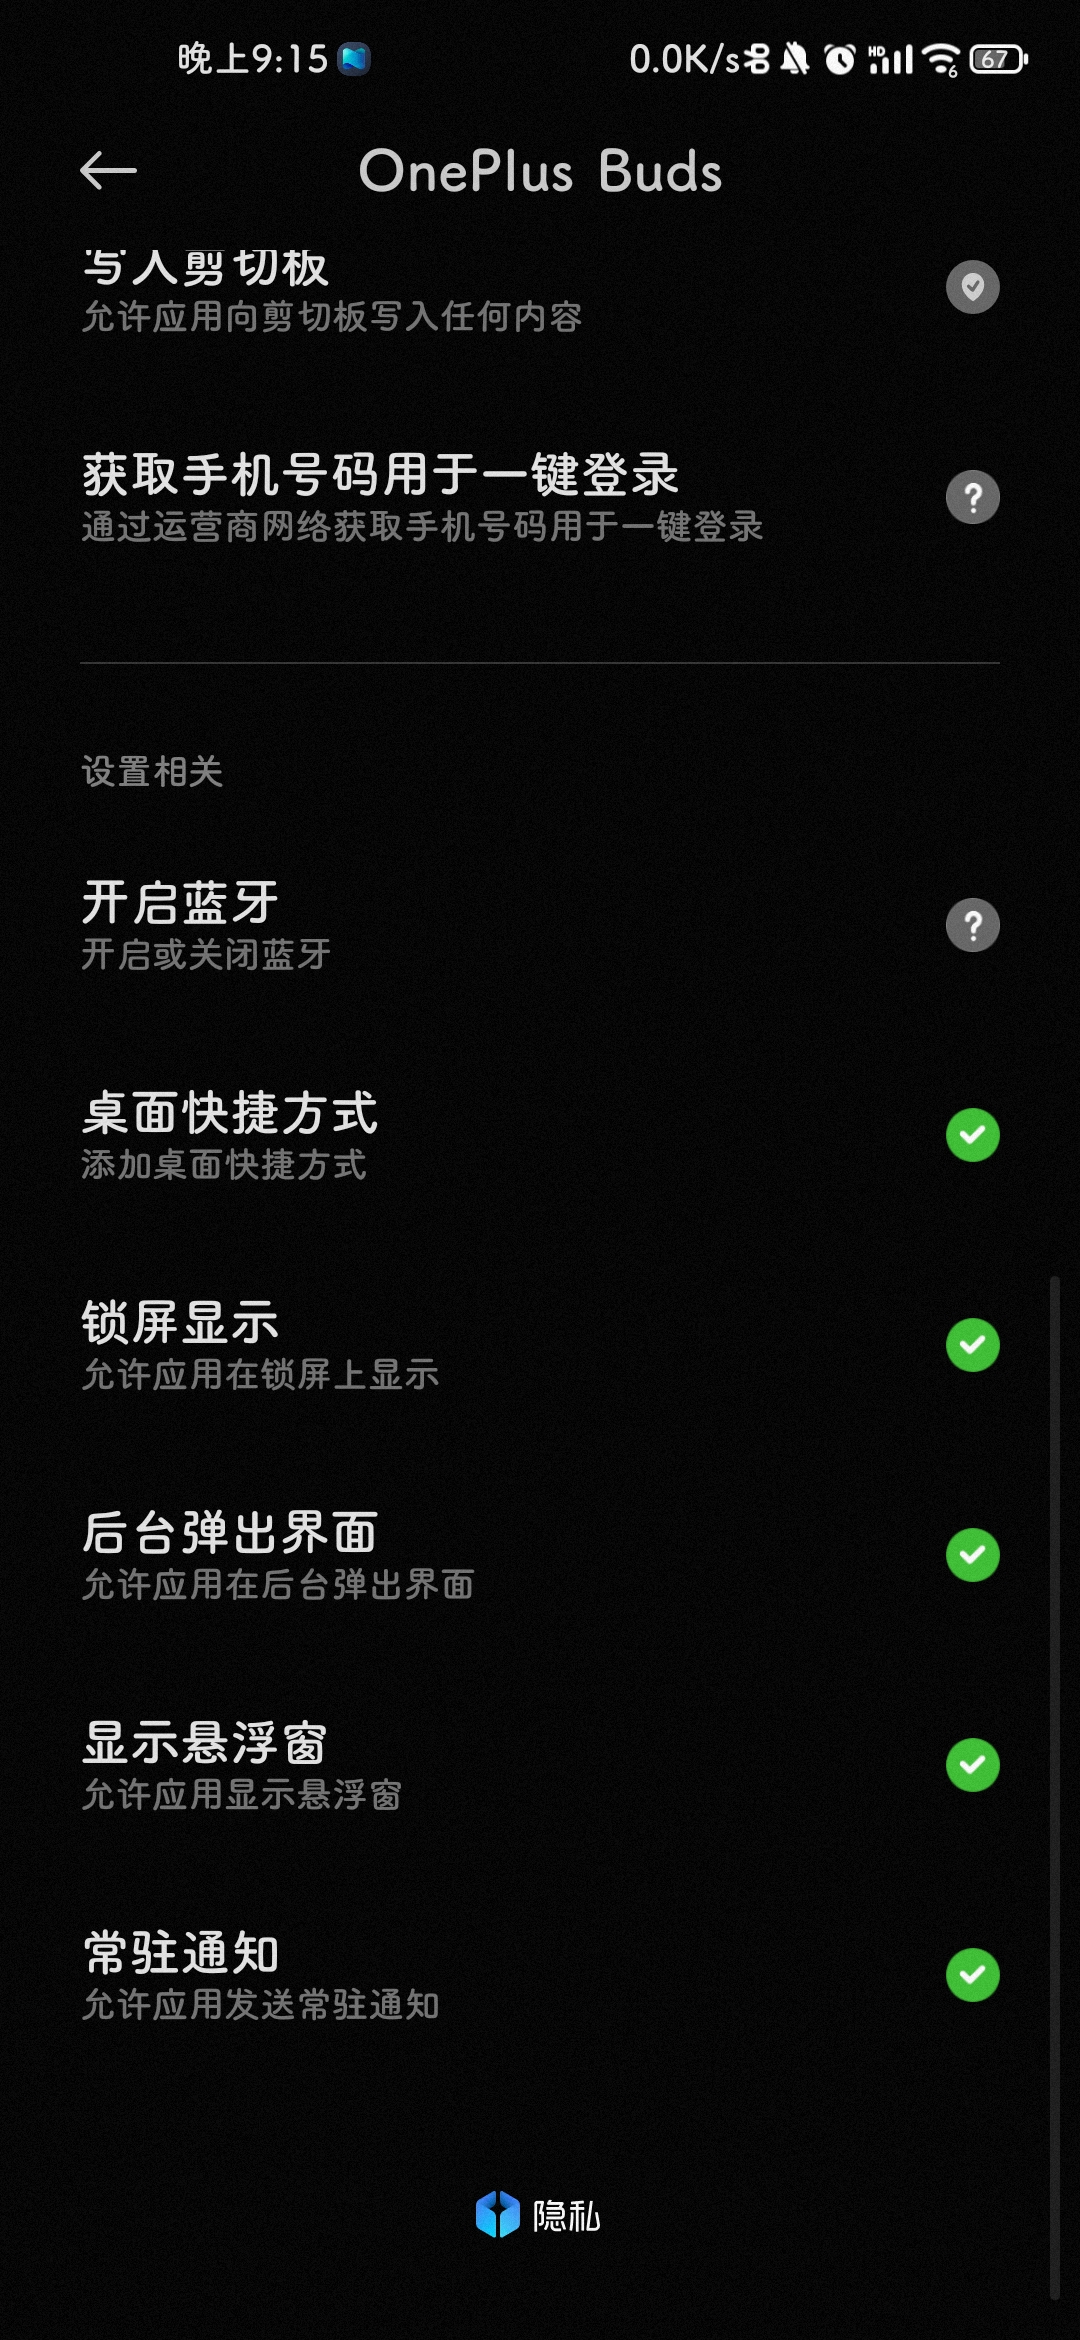 晚上9:15
0.0K/s
HD
6
67
OnePlus Buds
写入剪切板
允许应用向剪切板写入任何内容
获取手机号码用于一键登录
通过运营商网络获取手机号码用于一键登录
设置相关
开启蓝牙
开启或关闭蓝牙
桌面快捷方式
添加桌面快捷方式
锁屏显示
允许应用在锁屏上显示
后台弹出界面
允许应用在后台弹出界面
显示悬浮窗
允许应用显示悬浮窗
常驻通知
允许应用发送常驻通知
隐私